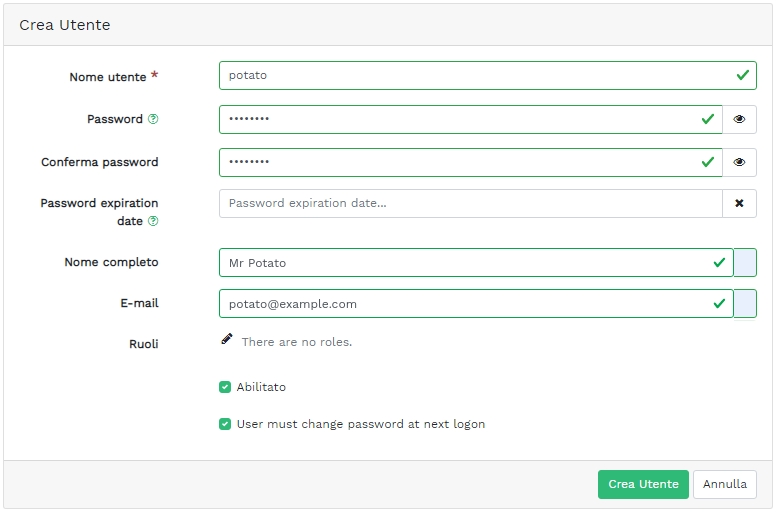 Crea Utente
Nome utente *
potato
Password
••••••••
Conferma password
••••••••
Password expiration
date
Password expiration date...
Nome completo
Mr Potato
E-mail
potato@example.com
Ruoli
There are no roles.
Abilitato
User must change password at next logon
Crea Utente
Annulla